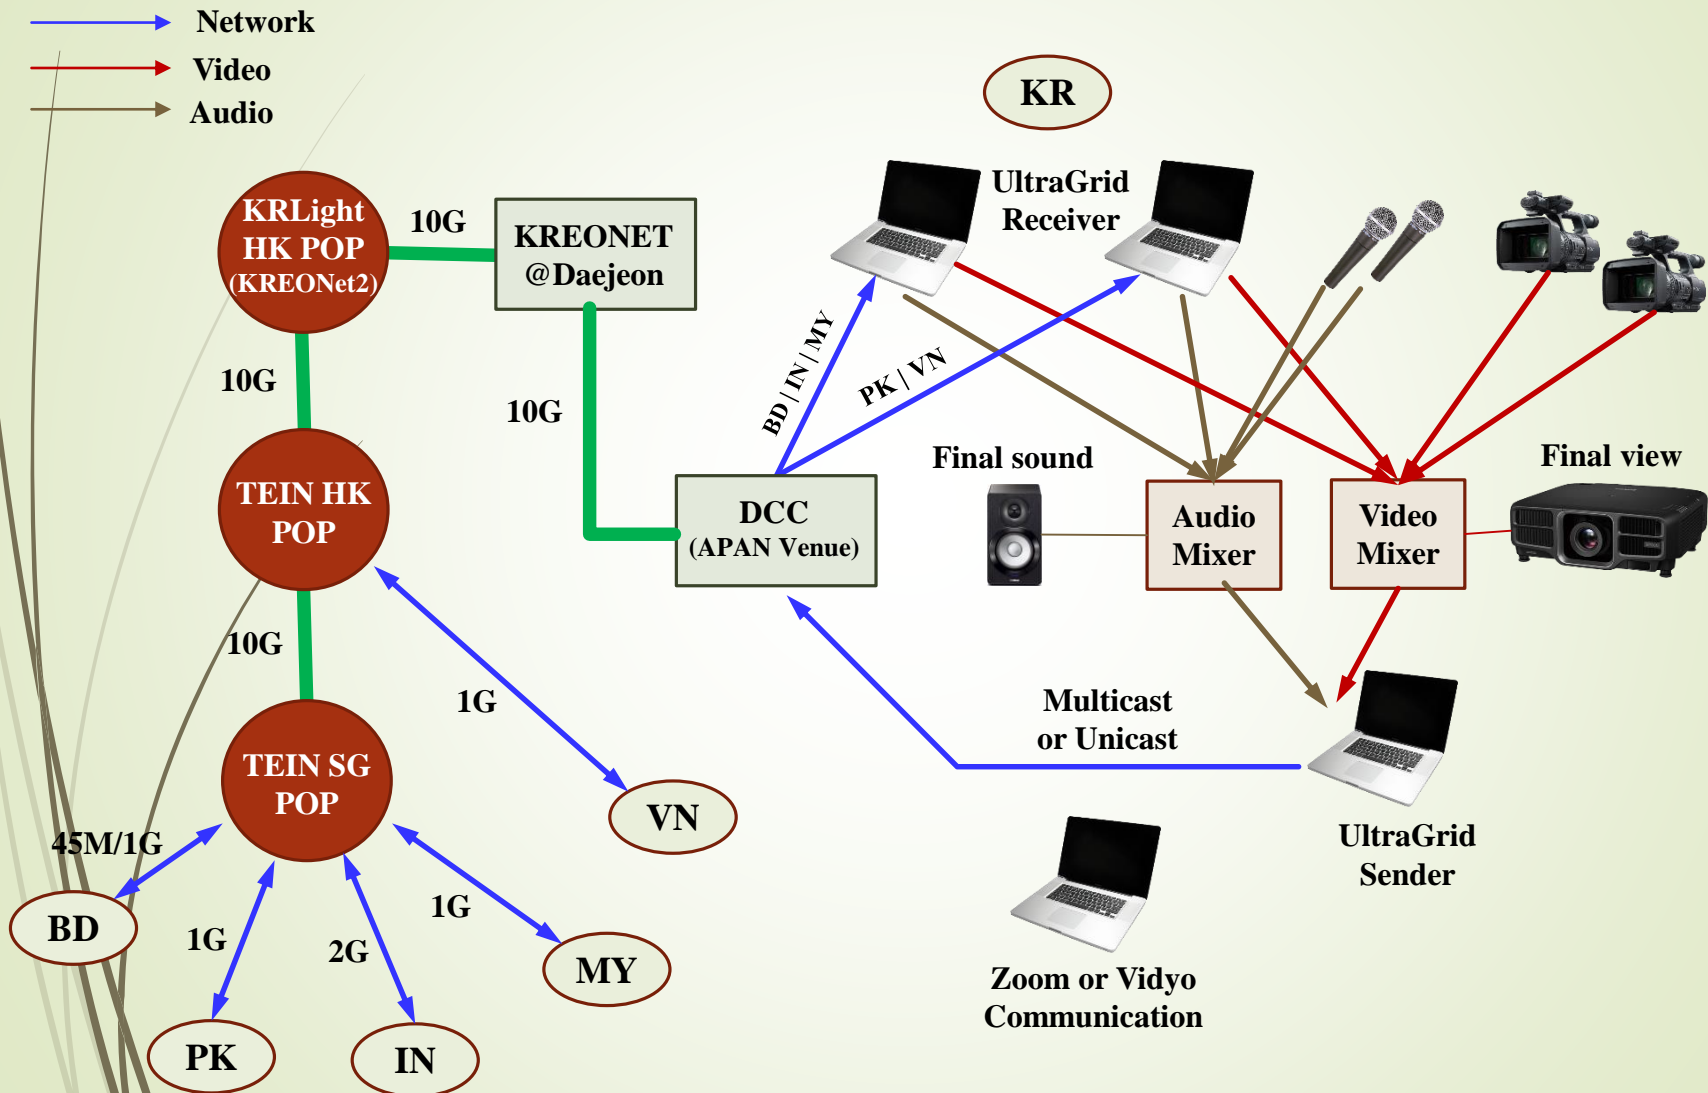 Network
Video
Audio
KR
KRLight
HK POP
(KREONet2)
10G
KREONET
@Daejeon
UltraGrid
Receiver
10G
10G
BD | IN | MY
PK | VN
TEIN HK
POP
DCC
(APAN Venue)
Final sound
Audio
Mixer
Video
Mixer
Final view
10G
1G
Multicast
or Unicast
TEIN SG
POP
VN
UltraGrid
Sender
45M/1G
1G
2G
1G
BD
PK
IN
MY
Zoom or Vidyo
Communication